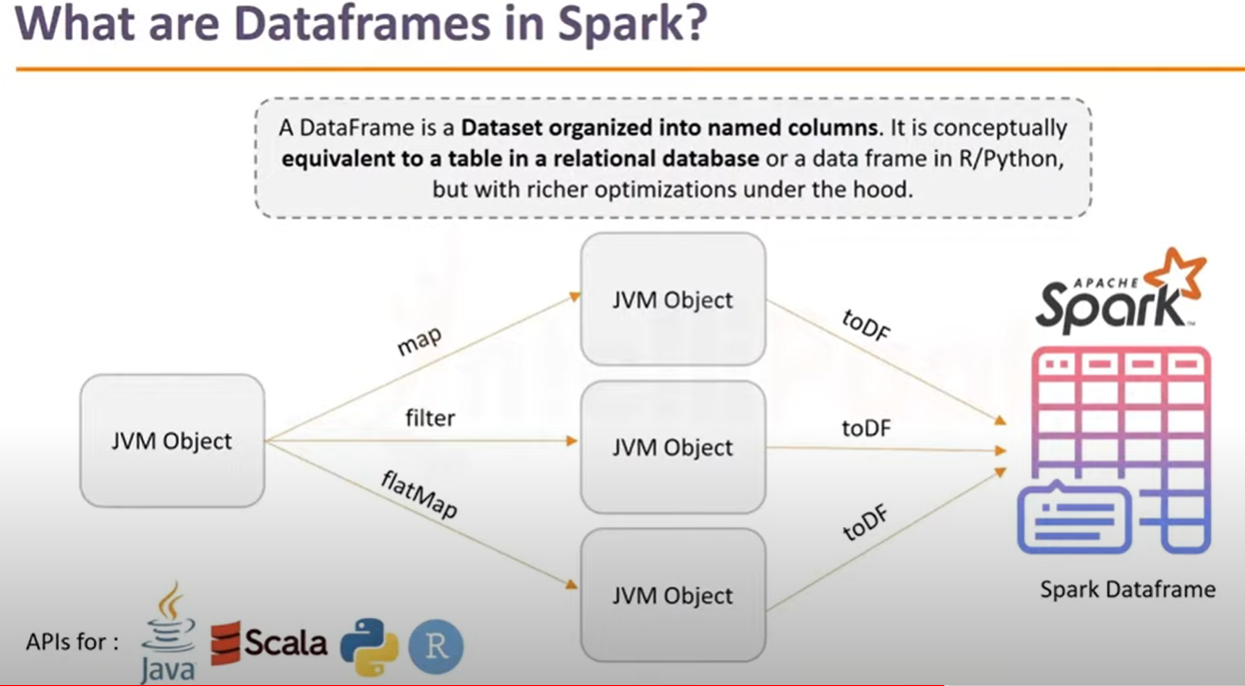 What are Dataframes in Spark?
A DataFrame is a Dataset organized into named columns. It is conceptually
equivalent to a table in a relational database or a data frame in R/Python,
but with richer optimizations under the hood.
JVM Object
map
filter
flatMap
JVM Object
JVM Object
JVM Object
toDF
toDF
toDF
APACHE
Spark™
Spark Dataframe
APIs for :
Java
Scala
R